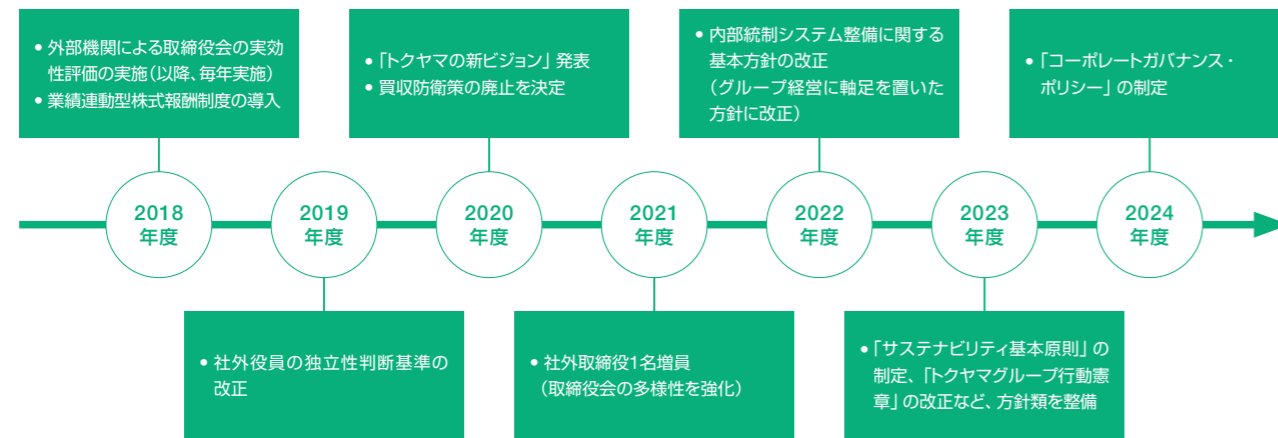 • 外部機関による取締役会の実効
性評価の実施（以降、毎年実施）
• 業績連動型株式報酬制度の導入
• 「トクヤマの新ビジョン」発表
• 買収防衛策の廃止を決定
• 内部統制システム整備に関する
基本方針の改正
（グループ経営に軸足を置いた
方針に改正）
• 「コーポレートガバナンス・
ポリシー」の制定
2018
年度
2019
年度
2020
年度
2021
年度
2022
年度
2023
年度
2024
年度
• 社外役員の独立性判断基準の
改正
• 社外取締役1名増員
（取締役会の多様性を強化）
• 「サステナビリティ基本原則」の
制定、「トクヤマグループ行動憲
章」の改正など、方針類を整備